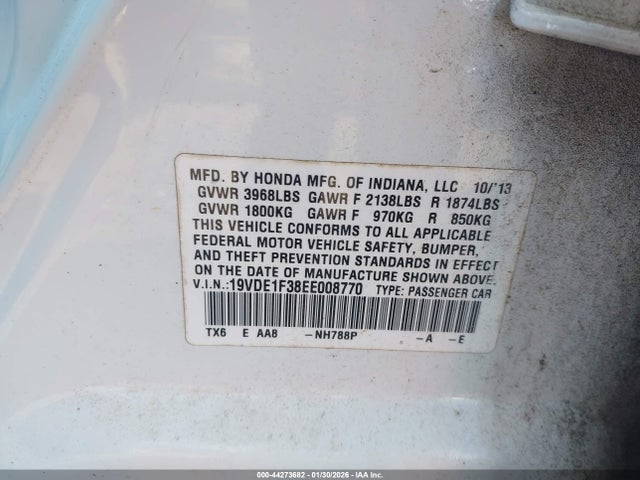 MFD. BY HONDA MFG. OF INDIANA, LLC 10/'13
GVWR 3968LBS GAWR F 2138LBS R 1874LBS
GVWR 1800KG GAWR F 970KG R 850KG
THIS VEHICLE CONFORMS TO ALL APPLICABLE
FEDERAL MOTOR VEHICLE SAFETY, BUMPER,
AND THEFT PREVENTION STANDARDS IN EFFECT
ON THE DATE OF MANUFACTURE SHOWN ABOVE.
V.I.N.:19VDE1F38EE008770 TYPE: PASSENGER CAR
TX6 E AA8 -NH788P -A -E
000-44273682 - 01/30/2026 - IAA Inc.